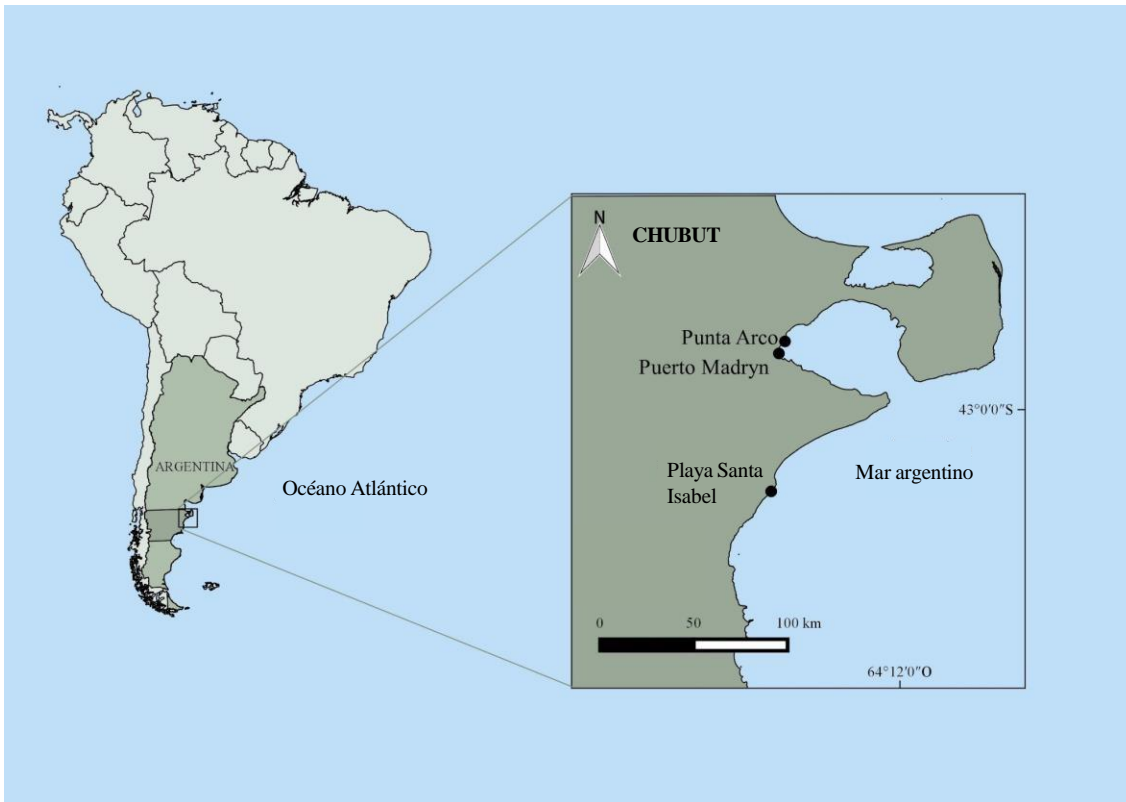 N
CHUBUT
Punta Arco
Puerto Madryn
43°0'0"S
ARGENTINA
Playa Santa
Isabel
Mar argentino
Océano Atlántico
0 50 100 km
64°12'0"O